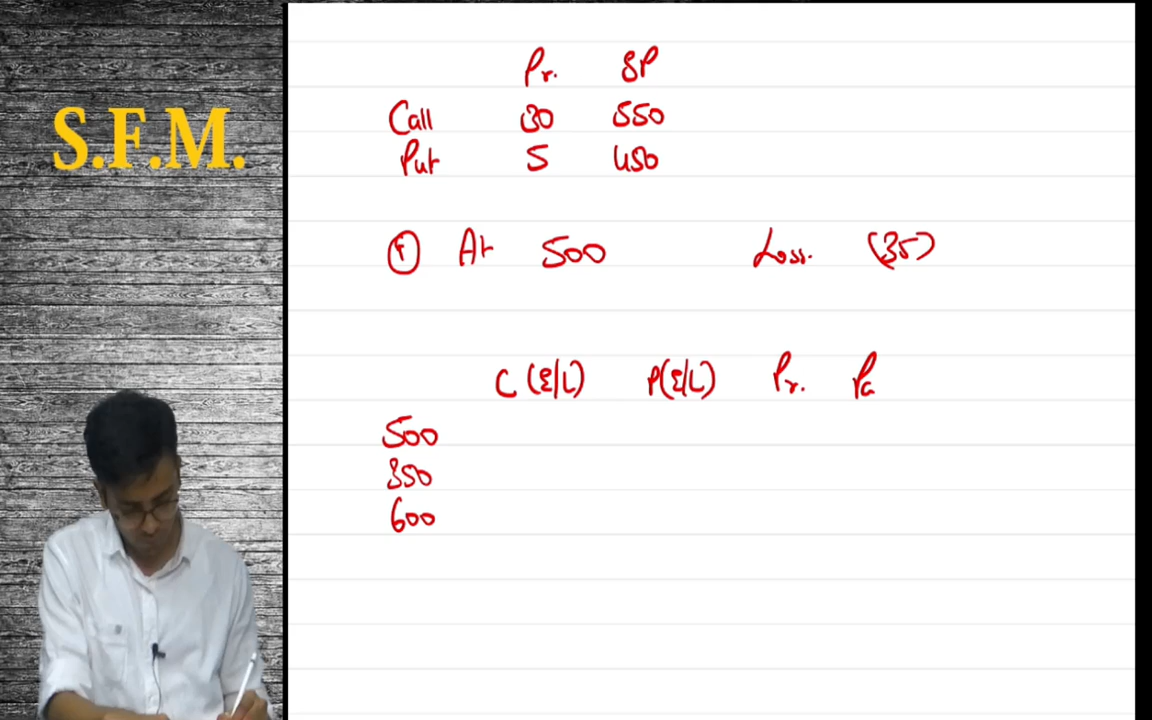 S.F.M.
Pr. SP
Call 30 550
Put 5 450
i At 500 Loss. (35)
C (E/L) P(E/L) Pr. Pa
500
350
600